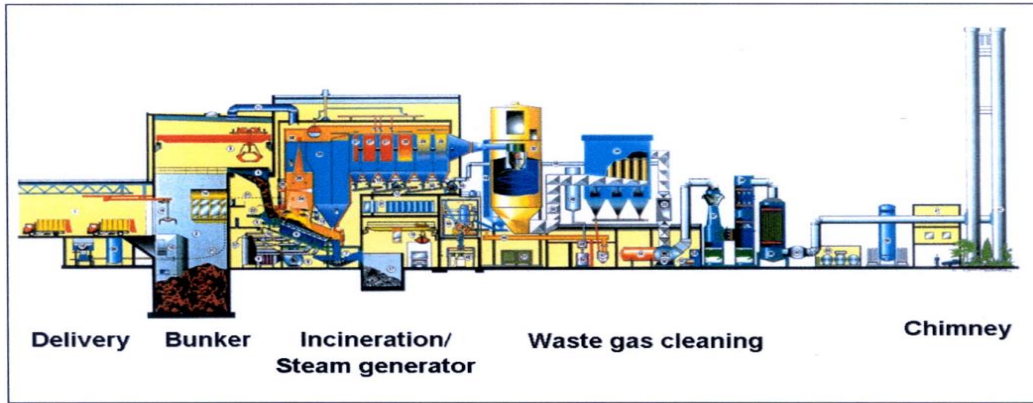 Delivery
Bunker
Incineration/
Steam generator
Waste gas cleaning
Chimney